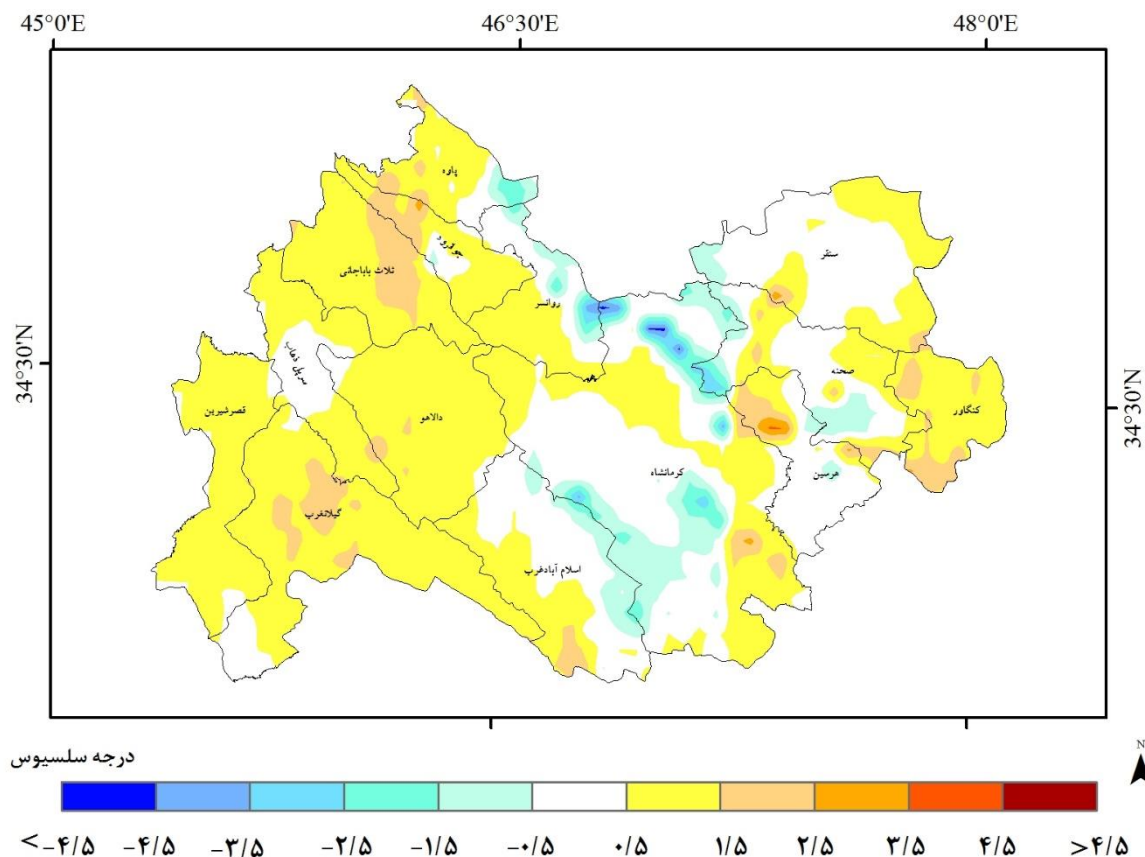 45°0'E 46°30'E 48°0'E
34°30'N
34°30'N
پاوه
جوانرود
ثلاث باباجانی
روانسر
سنقر
سرپل ذهاب
صحنه
قصرشیرین
دالاهو
کنگاور
کرمانشاه
هرسین
گیلانغرب
اسلام آبادغرب
درجه سلسیوس
N
<-۴/۵ -۴/۵ -۳/۵ -۲/۵ -۱/۵ -۰/۵ ۰/۵ ۱/۵ ۲/۵ ۳/۵ ۴/۵ >۴/۵